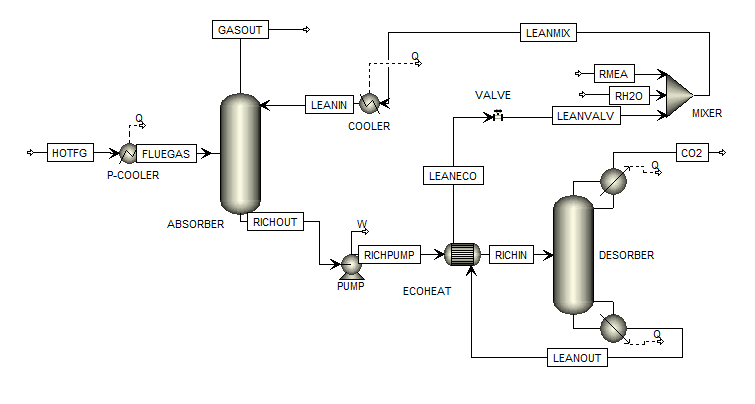 GASOUT
LEANMIX
Q
RMEA
VALVE
RH2O
LEANIN
COOLER
LEANVALV
MIXER
Q
HOTFG
FLUEGAS
P-COOLER
CO2
Q
LEANECO
ABSORBER
RICHOUT
W
RICHPUMP
RICHIN
DESORBER
PUMP
ECOHEAT
Q
LEANOUT